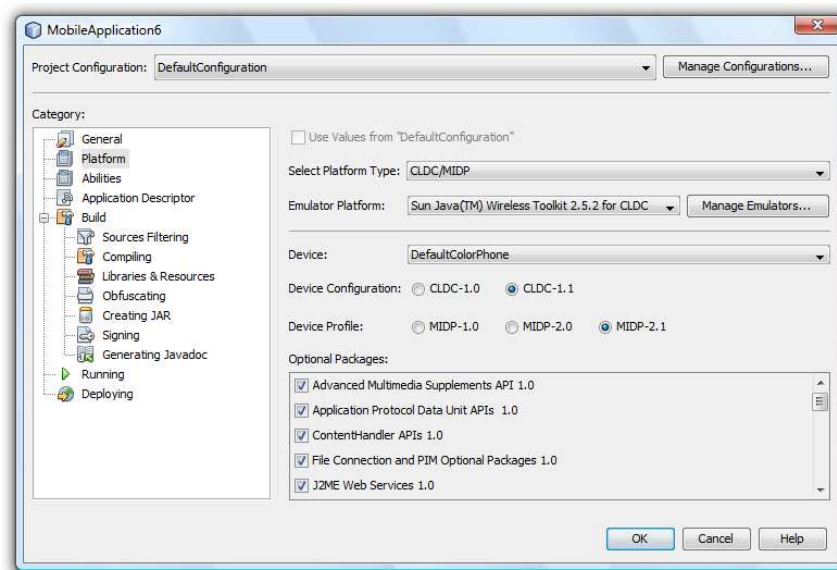 MobileApplication6
Project Configuration: DefaultConfiguration Manage Configurations...
Category:
General
Platform
Abilities
Application Descriptor
Build
Sources Filtering
Compiling
Libraries & Resources
Obfuscating
Creating JAR
Signing
Generating Javadoc
Running
Deploying
Use Values from "DefaultConfiguration"
Select Platform Type: CLDC/MIDP
Emulator Platform: Sun Java(TM) Wireless Toolkit 2.5.2 for CLDC Manage Emulators...
Device: DefaultColorPhone
Device Configuration: CLDC-1.0 CLDC-1.1
Device Profile: MIDP-1.0 MIDP-2.0 MIDP-2.1
Optional Packages:
Advanced Multimedia Supplements API 1.0
Application Protocol Data Unit APIs 1.0
ContentHandler APIs 1.0
File Connection and PIM Optional Packages 1.0
J2ME Web Services 1.0
OK Cancel Help